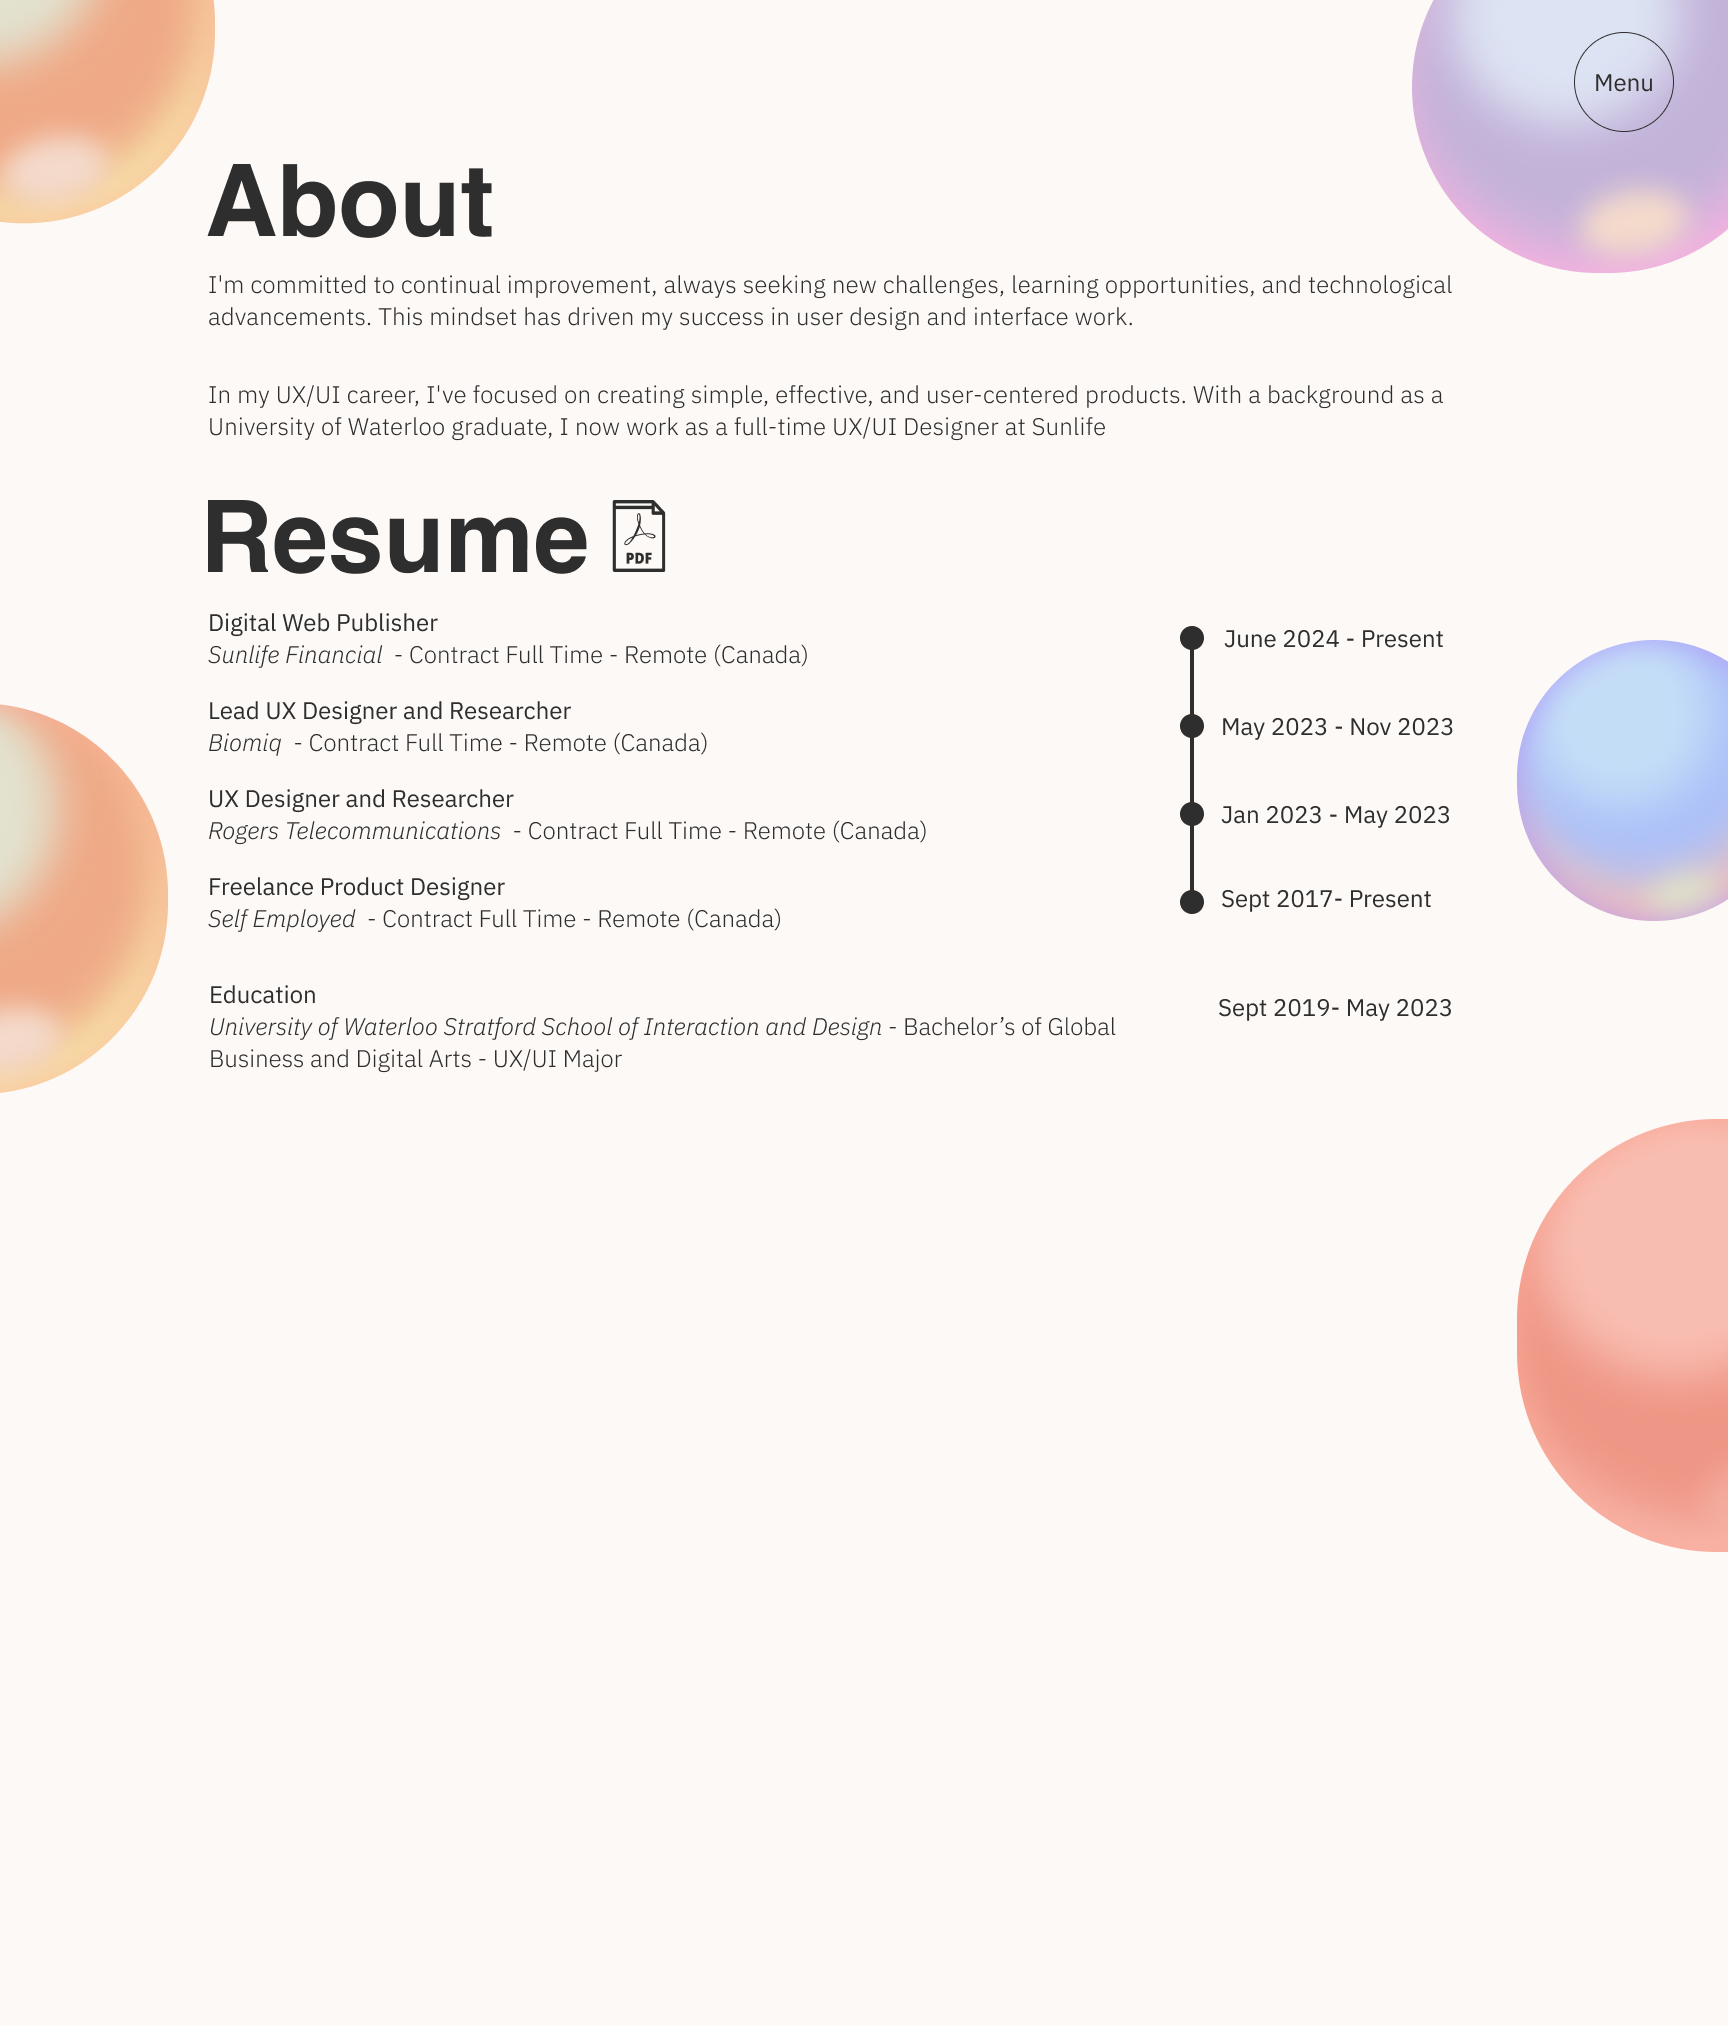 Menu
About
I'm committed to continual improvement, always seeking new challenges, learning opportunities, and technological
advancements. This mindset has driven my success in user design and interface work.
In my UX/UI career, I've focused on creating simple, effective, and user-centered products. With a background as a
University of Waterloo graduate, I now work as a full-time UX/UI Designer at Sunlife
Resume
PDF
Digital Web Publisher
Sunlife Financial - Contract Full Time - Remote (Canada)
June 2024 - Present
Lead UX Designer and Researcher
Biomiq - Contract Full Time - Remote (Canada)
May 2023 - Nov 2023
UX Designer and Researcher
Rogers Telecommunications - Contract Full Time - Remote (Canada)
Jan 2023 - May 2023
Freelance Product Designer
Self Employed - Contract Full Time - Remote (Canada)
Sept 2017- Present
Education
University of Waterloo Stratford School of Interaction and Design - Bachelor’s of Global
Business and Digital Arts - UX/UI Major
Sept 2019- May 2023